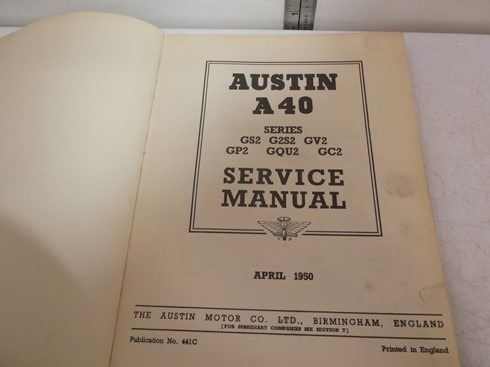 AUSTIN
A40
SERIES
GS2 G2S2 GV2
GP2 GQU2 GC2
SERVICE
MANUAL
APRIL 1950
THE AUSTIN MOTOR CO. LTD., BIRMINGHAM, ENGLAND
[FOR SUBSIDIARY COMPANIES SEE SECTION Y]
Publication No. 441C
Printed in England